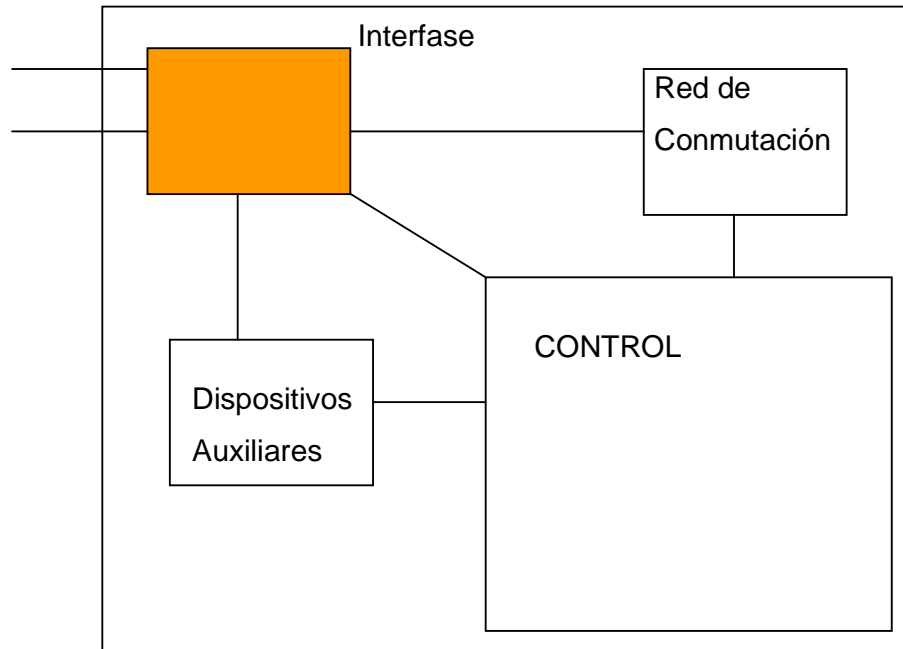 Interfase
Red de
Conmutación
CONTROL
Dispositivos
Auxiliares